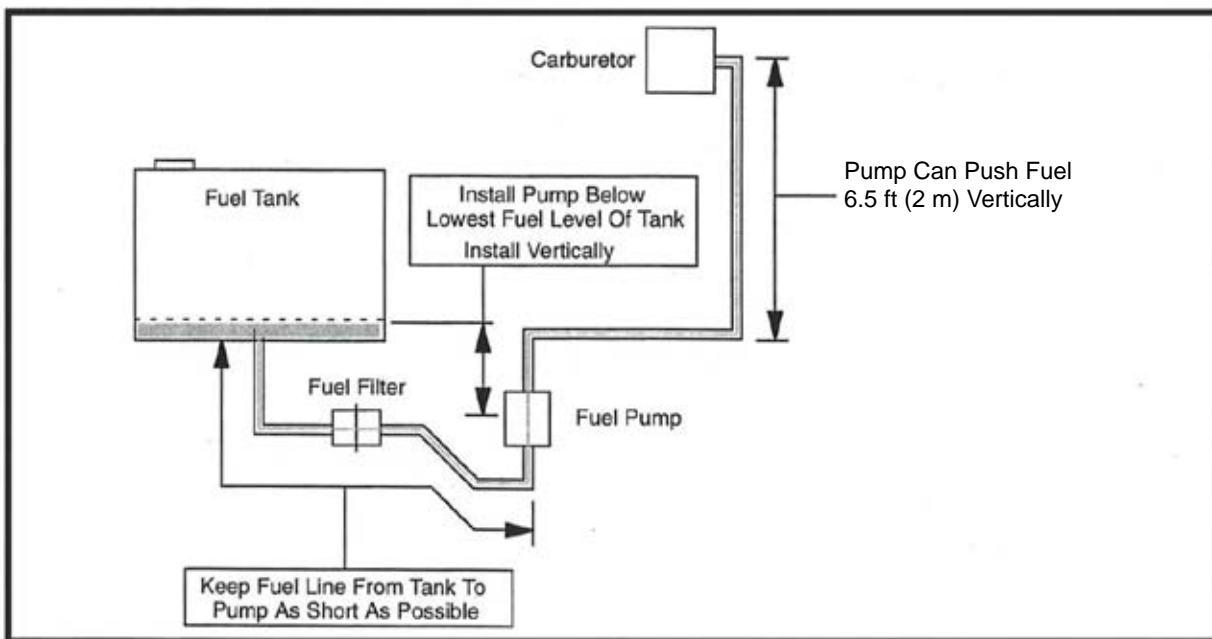 Carburetor
Fuel Tank
Install Pump Below
Lowest Fuel Level Of Tank
Install Vertically
Pump Can Push Fuel
6.5 ft (2 m) Vertically
Fuel Filter
Fuel Pump
Keep Fuel Line From Tank To
Pump As Short As Possible